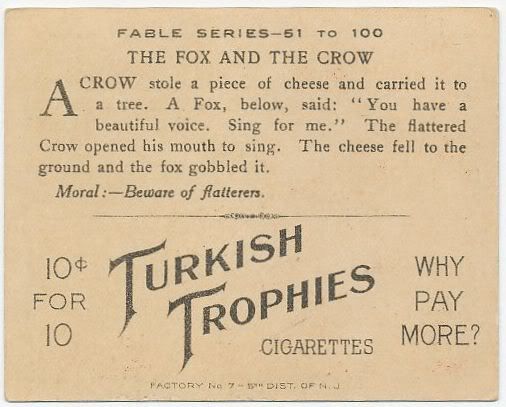 FABLE SERIES—51 TO 100
THE FOX AND THE CROW
A CROW stole a piece of cheese and carried it to
a tree. A Fox, below, said: "You have a
beautiful voice. Sing for me." The flattered
Crow opened his mouth to sing. The cheese fell to the
ground and the fox gobbled it.
Moral:—Beware of flatterers.
10¢
FOR
10
TURKISH
TROPHIES
CIGARETTES
WHY
PAY
MORE?
FACTORY No 7 – 5TH DIST. OF N. J